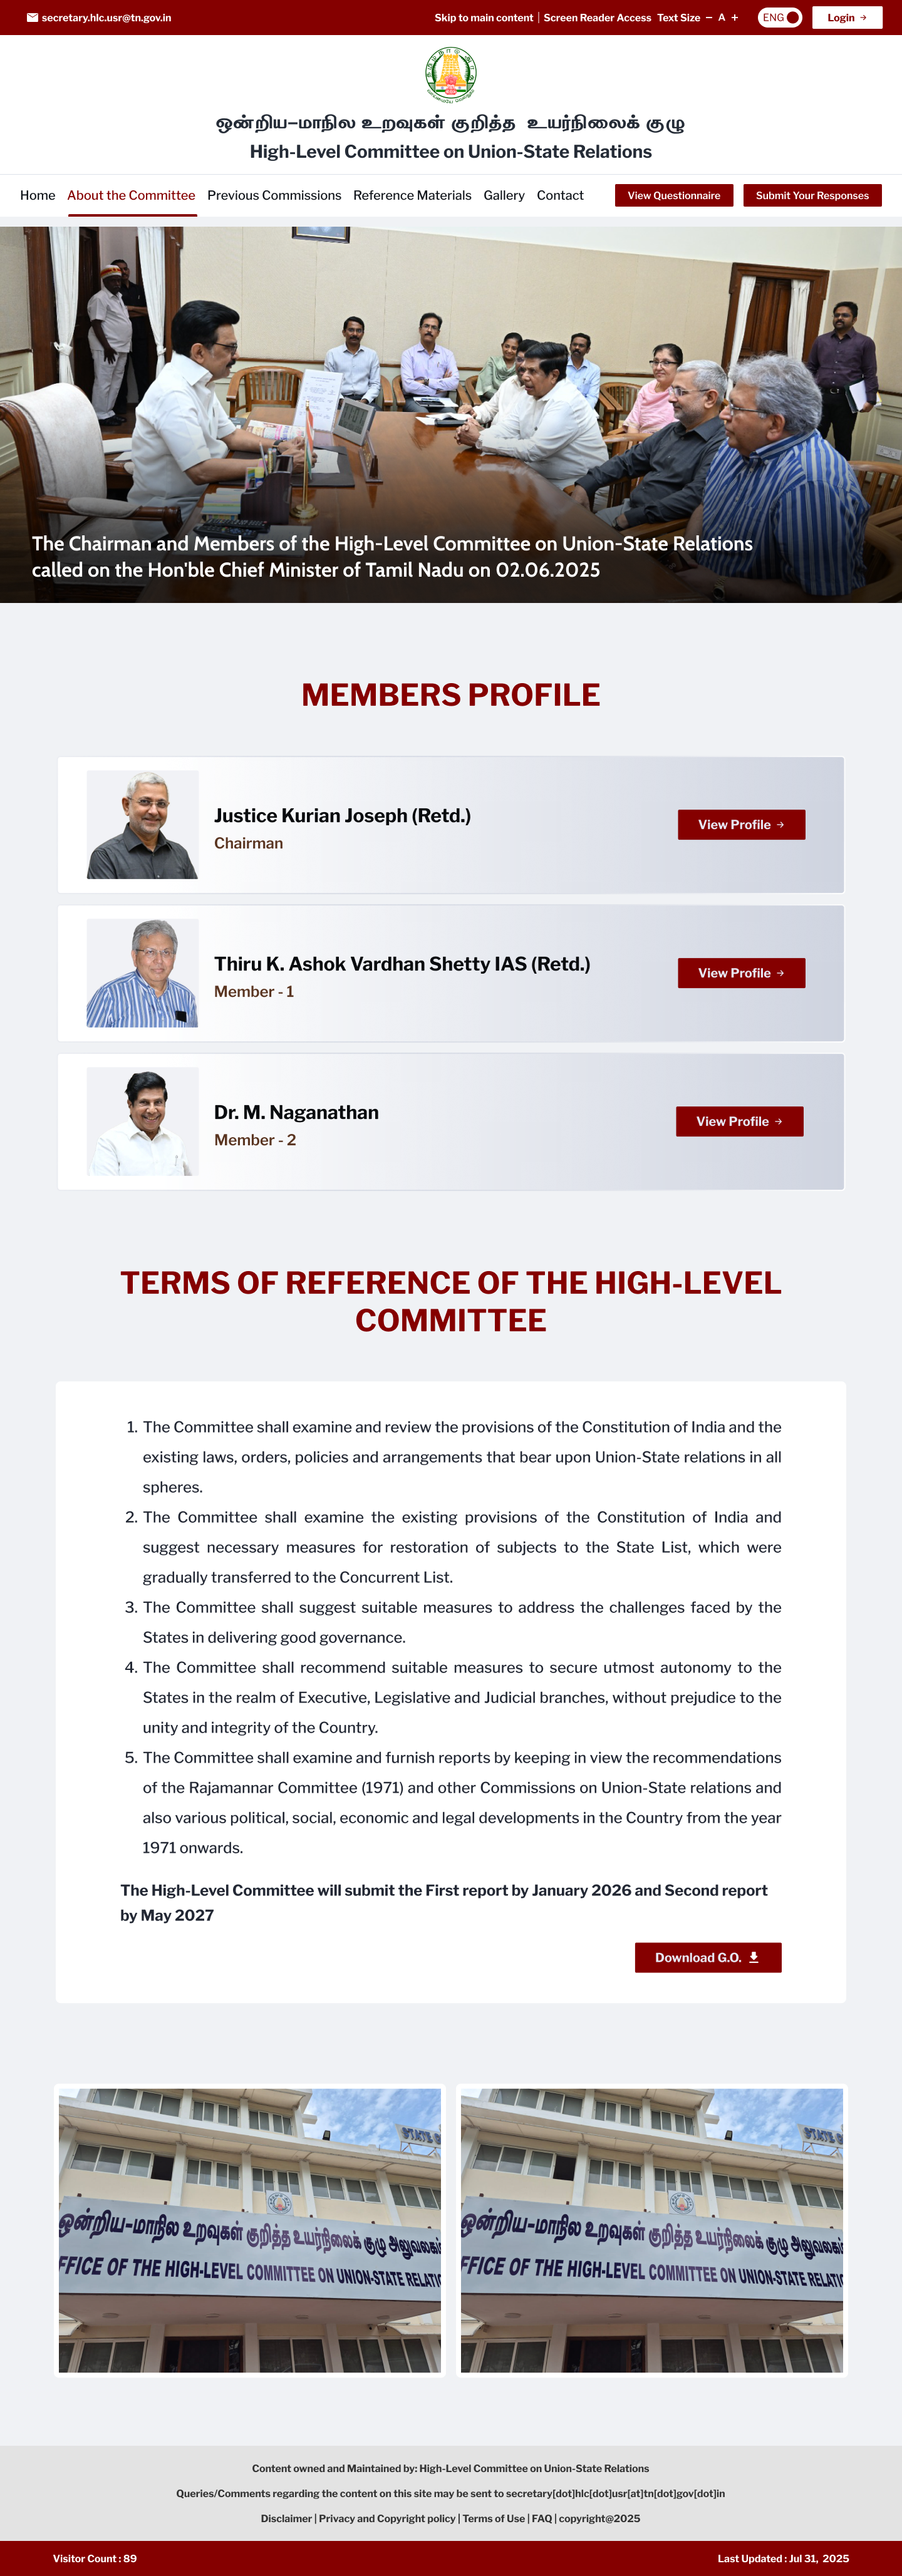 secretary.hlc.usr@tn.gov.in
Skip to main content | Screen Reader Access Text Size − A +
ENG
Login →
ஒன்றிய–மாநில உறவுகள் குறித்த உயர்நிலைக் குழு
High-Level Committee on Union-State Relations
Home About the Committee Previous Commissions Reference Materials Gallery Contact
View Questionnaire
Submit Your Responses
The Chairman and Members of the High-Level Committee on Union-State Relations
called on the Hon'ble Chief Minister of Tamil Nadu on 02.06.2025
MEMBERS PROFILE
Justice Kurian Joseph (Retd.)
Chairman
View Profile →
Thiru K. Ashok Vardhan Shetty IAS (Retd.)
Member - 1
View Profile →
Dr. M. Naganathan
Member - 2
View Profile →
TERMS OF REFERENCE OF THE HIGH-LEVEL
COMMITTEE
1. The Committee shall examine and review the provisions of the Constitution of India and the
existing laws, orders, policies and arrangements that bear upon Union-State relations in all
spheres.
2. The Committee shall examine the existing provisions of the Constitution of India and
suggest necessary measures for restoration of subjects to the State List, which were
gradually transferred to the Concurrent List.
3. The Committee shall suggest suitable measures to address the challenges faced by the
States in delivering good governance.
4. The Committee shall recommend suitable measures to secure utmost autonomy to the
States in the realm of Executive, Legislative and Judicial branches, without prejudice to the
unity and integrity of the Country.
5. The Committee shall examine and furnish reports by keeping in view the recommendations
of the Rajamannar Committee (1971) and other Commissions on Union-State relations and
also various political, social, economic and legal developments in the Country from the year
1971 onwards.
The High-Level Committee will submit the First report by January 2026 and Second report
by May 2027
Download G.O.
STATE
ஒன்றிய-மாநில உறவுகள் குறித்த உயர்நிலைக் குழு அலுவலகம்
FFICE OF THE HIGH-LEVEL COMMITTEE ON UNION-STATE RELATIO
STATE
ஒன்றிய-மாநில உறவுகள் குறித்த உயர்நிலைக் குழு அலுவலகம்
FFICE OF THE HIGH-LEVEL COMMITTEE ON UNION-STATE RELATIO
Content owned and Maintained by: High-Level Committee on Union-State Relations
Queries/Comments regarding the content on this site may be sent to secretary[dot]hlc[dot]usr[at]tn[dot]gov[dot]in
Disclaimer | Privacy and Copyright policy | Terms of Use | FAQ | copyright@2025
Visitor Count : 89
Last Updated : Jul 31, 2025